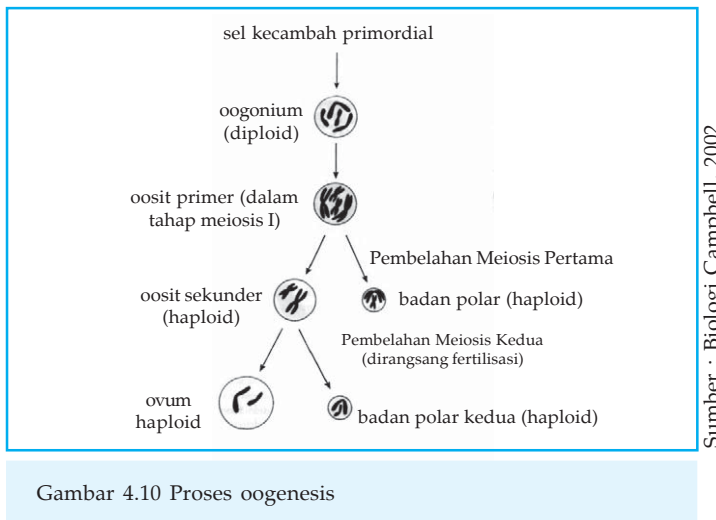 sel kecambah primordial
oogonium
(diploid)
oosit primer (dalam
tahap meiosis I)
Pembelahan Meiosis Pertama
oosit sekunder
(haploid)
badan polar (haploid)
Pembelahan Meiosis Kedua
(dirangsang fertilisasi)
ovum
haploid
badan polar kedua (haploid)
Sumber : Biologi Campbell, 2002
Gambar 4.10 Proses oogenesis